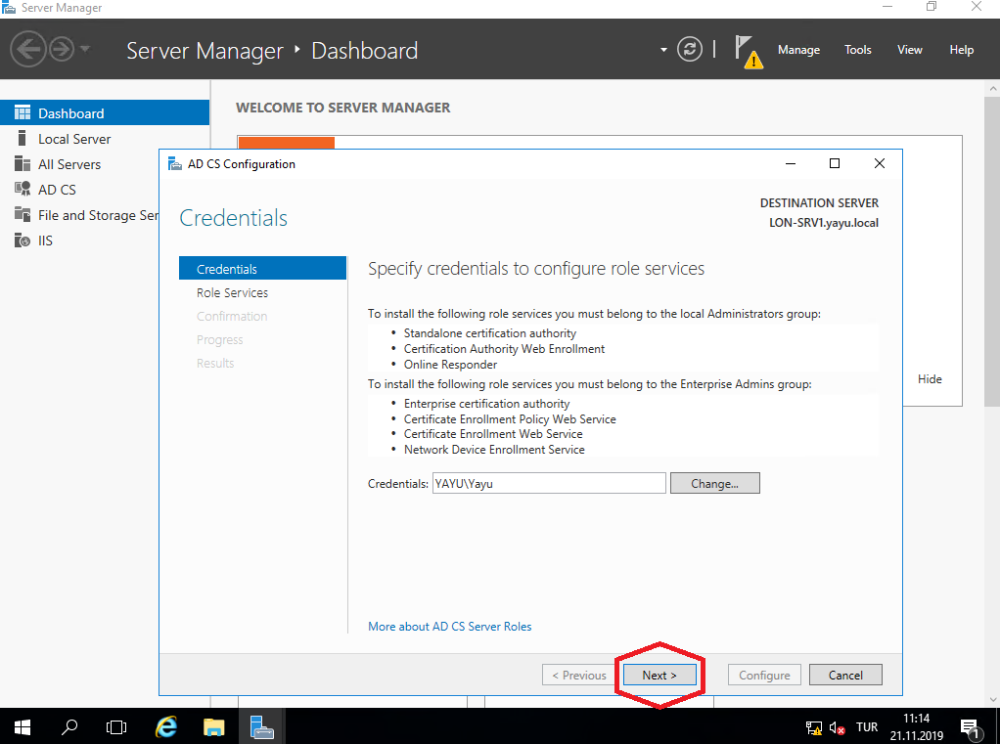 Server Manager
Server Manager • Dashboard
Manage Tools View Help
Dashboard
Local Server
All Servers
AD CS
File and Storage Ser
IIS
WELCOME TO SERVER MANAGER
Hide
AD CS Configuration
Credentials
DESTINATION SERVER
LON-SRV1.yayu.local
Credentials
Role Services
Confirmation
Progress
Results
Specify credentials to configure role services
To install the following role services you must belong to the local Administrators group:
• Standalone certification authority
• Certification Authority Web Enrollment
• Online Responder
To install the following role services you must belong to the Enterprise Admins group:
• Enterprise certification authority
• Certificate Enrollment Policy Web Service
• Certificate Enrollment Web Service
• Network Device Enrollment Service
Credentials: YAYU\Yayu Change...
More about AD CS Server Roles
< Previous Next > Configure Cancel
TUR
11:14
21.11.2019
1